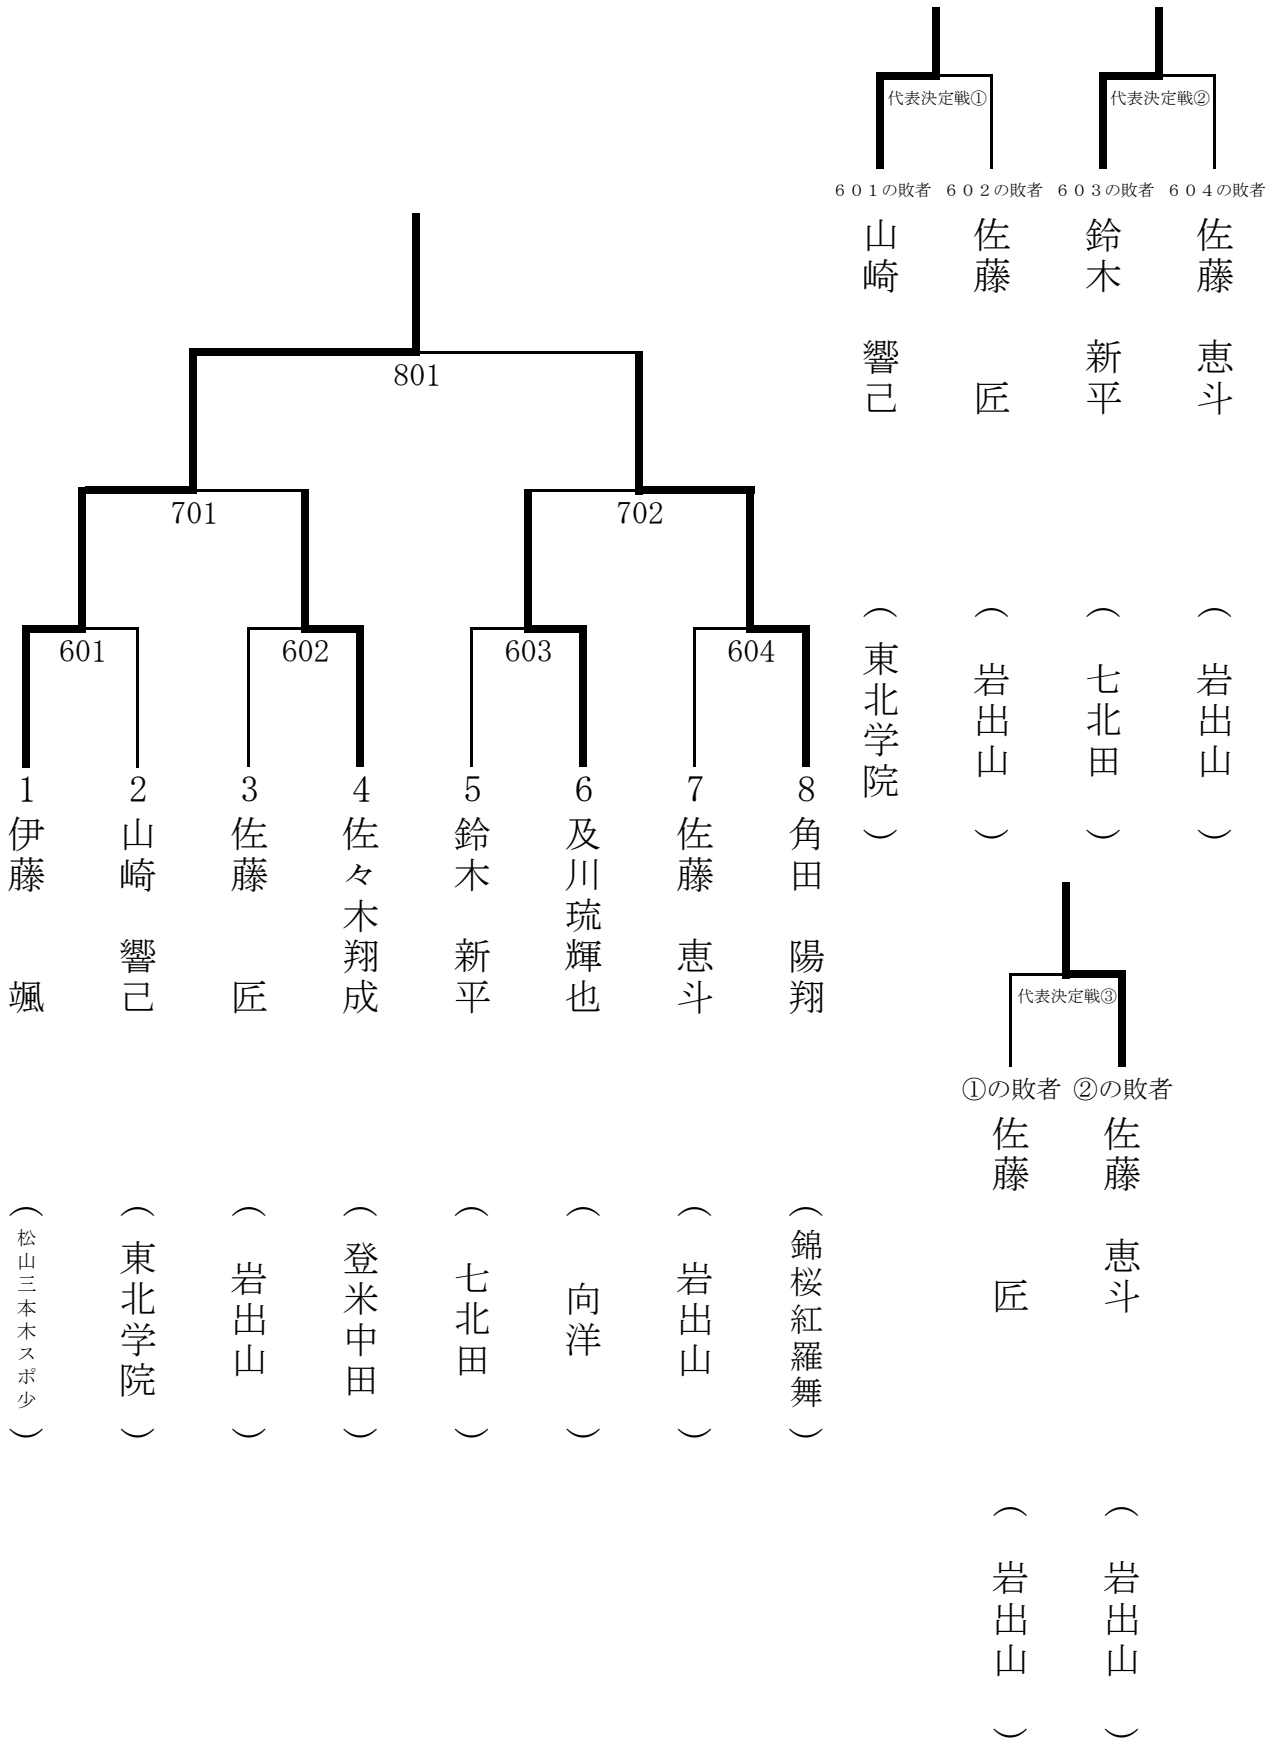 代表決定戦①
代表決定戦②
６０１の敗者
６０２の敗者
６０３の敗者
６０４の敗者
山崎　響己
（東北学院）
佐藤　匠
（岩出山）
鈴木　新平
（七北田）
佐藤　恵斗
（岩出山）
801
701
702
601
602
603
604
1
伊藤　颯
（松山三本木スポ少）
2
山崎　響己
（東北学院）
3
佐藤　匠
（岩出山）
4
佐々木翔成
（登米中田）
5
鈴木　新平
（七北田）
6
及川琉輝也
（向洋）
7
佐藤　恵斗
（岩出山）
8
角田　陽翔
（錦桜紅羅舞）
代表決定戦③
①の敗者
②の敗者
佐藤　匠
（岩出山）
佐藤　恵斗
（岩出山）